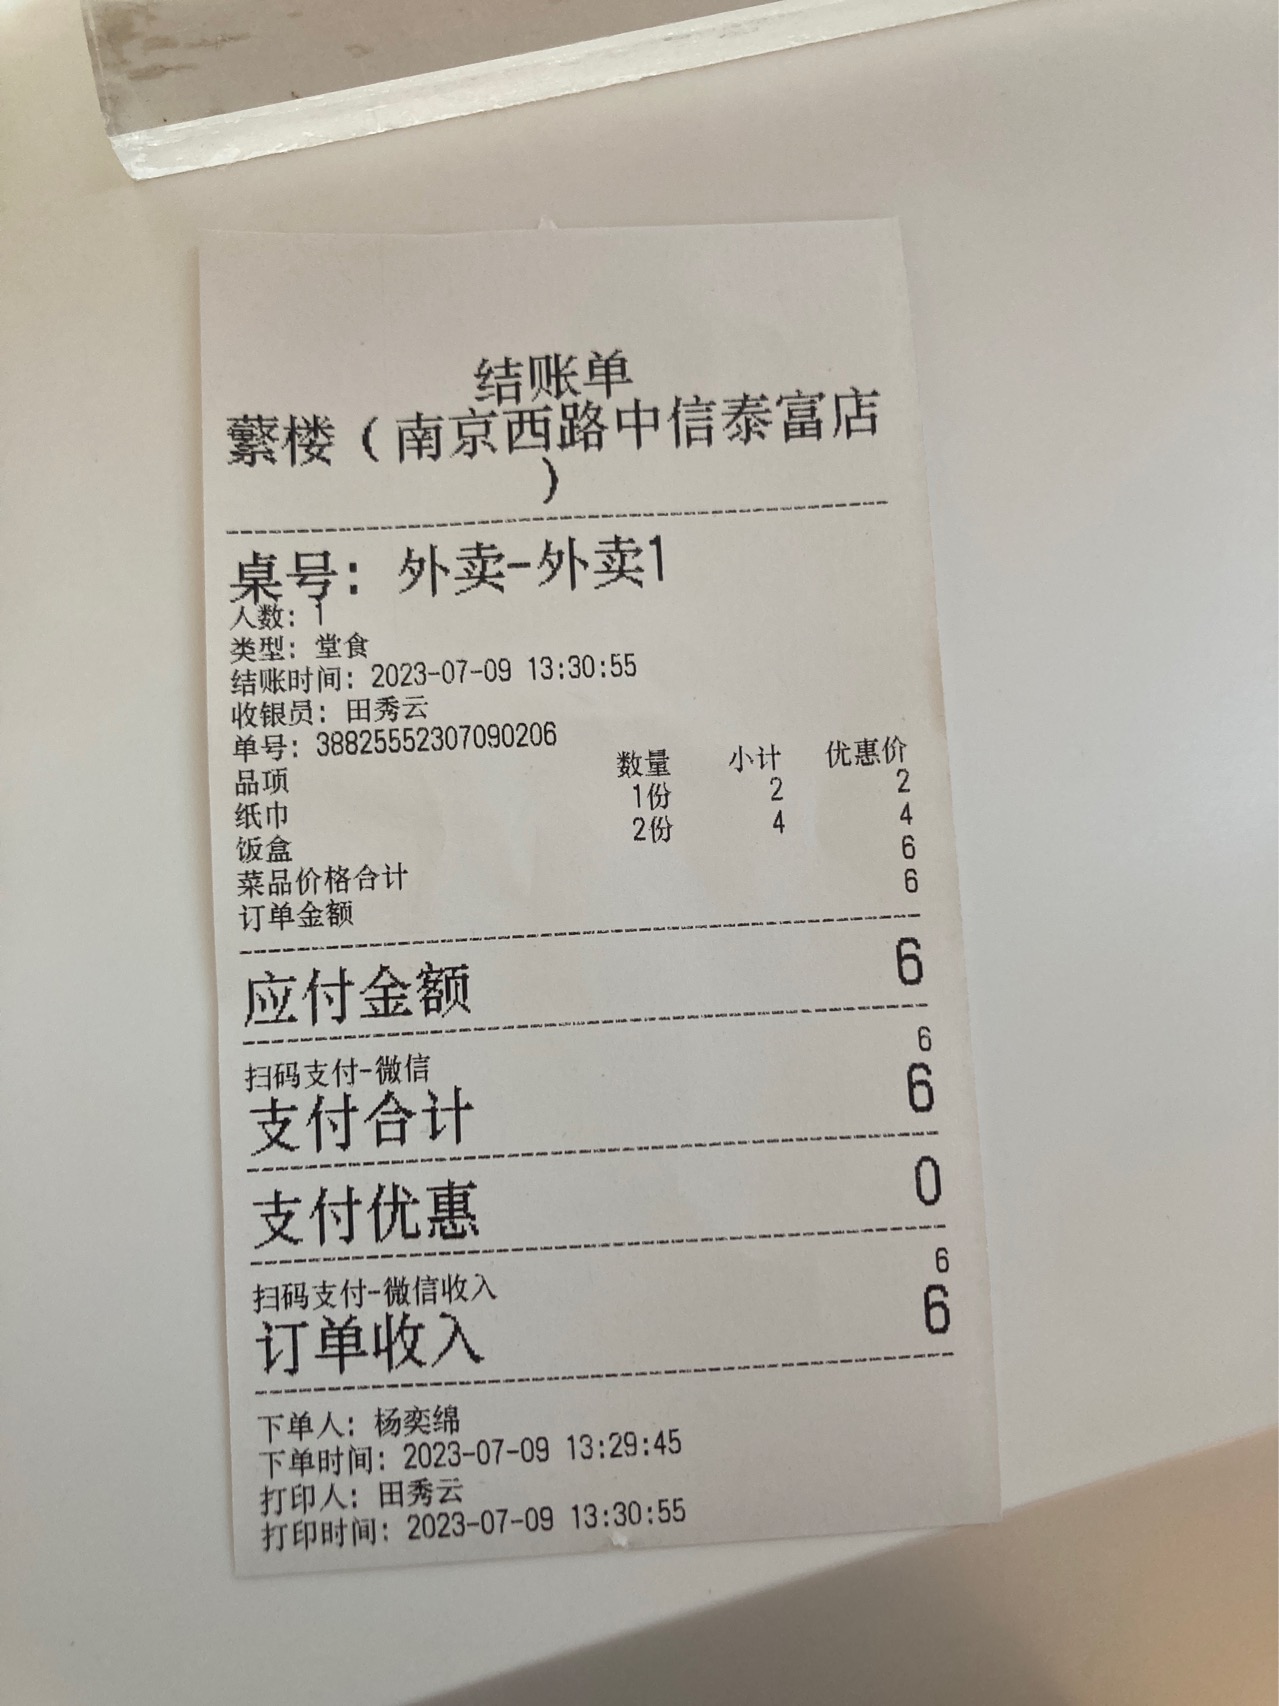 结账单
蘩楼（南京西路中信泰富店
）
桌号：外卖-外卖1
人数：1
类型：堂食
结账时间：2023-07-09 13:30:55
收银员：田秀云
单号：38825552307090206
品项 数量 小计 优惠价
纸巾 1份 2 2
饭盒 2份 4 4
菜品价格合计 6
订单金额 6
应付金额 6
扫码支付-微信 6
支付合计 6
支付优惠 0
扫码支付-微信收入 6
订单收入 6
下单人：杨奕绵
下单时间：2023-07-09 13:29:45
打印人：田秀云
打印时间：2023-07-09 13:30:55